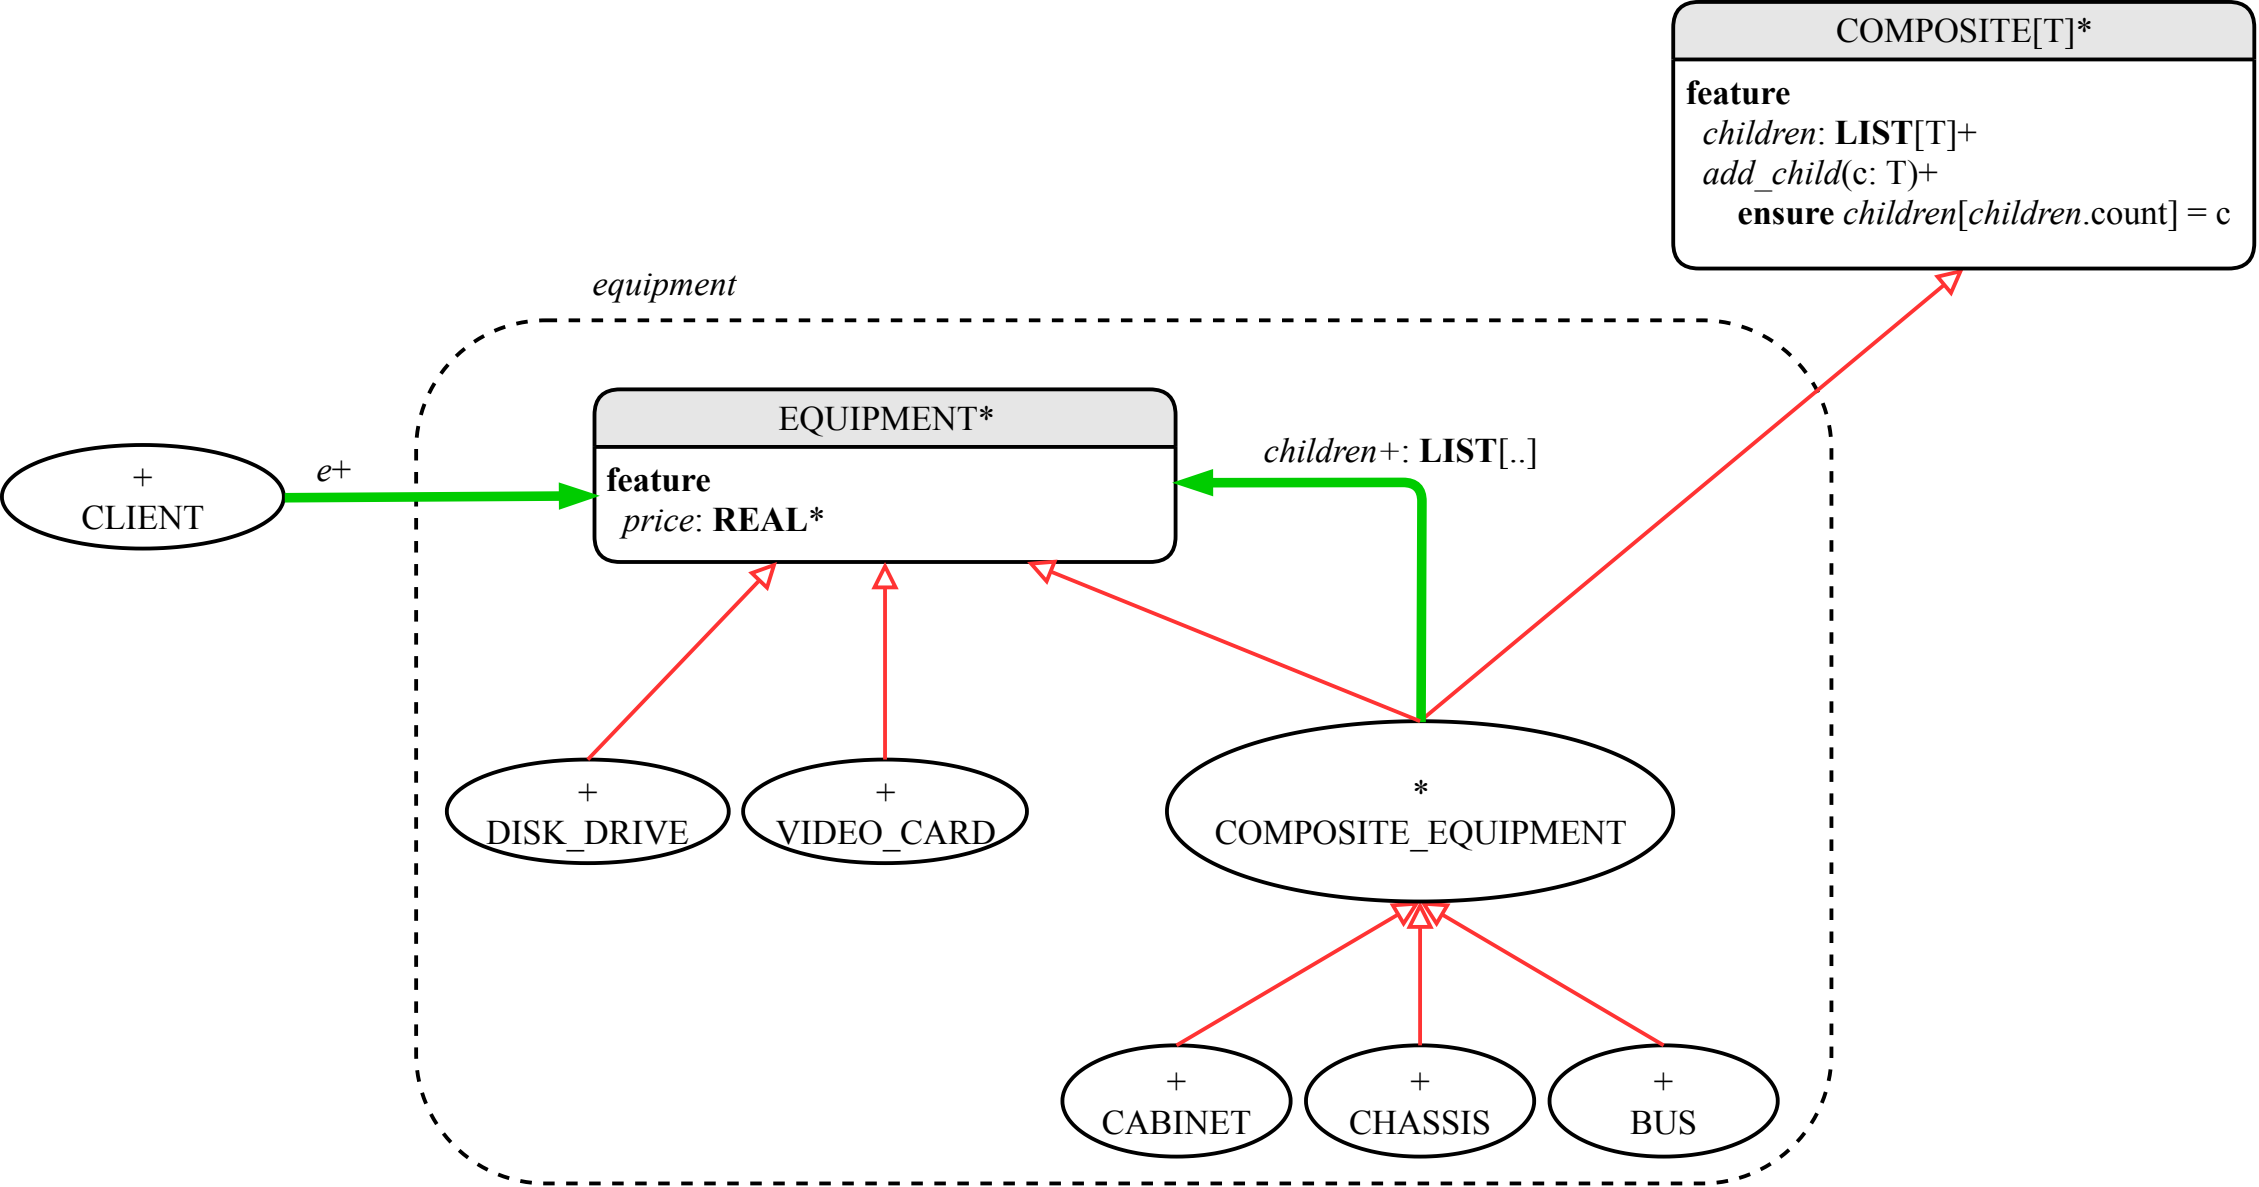 COMPOSITE[T]*
feature
children: LIST[T]+
add_child(c: T)+
ensure children[children.count] = c
equipment
EQUIPMENT*
feature
price: REAL*
children+: LIST[..]
e+
+
CLIENT
+
DISK_DRIVE
+
VIDEO_CARD
*
COMPOSITE_EQUIPMENT
+
CABINET
+
CHASSIS
+
BUS